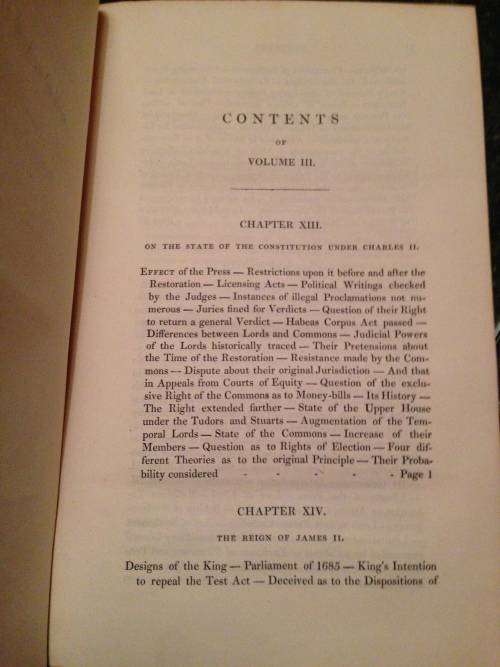 CONTENTS
OF
VOLUME III.
CHAPTER XIII.
ON THE STATE OF THE CONSTITUTION UNDER CHARLES II.
EFFECT of the Press — Restrictions upon it before and after the
Restoration — Licensing Acts — Political Writings checked
by the Judges — Instances of illegal Proclamations not nu-
merous — Juries fined for Verdicts — Question of their Right
to return a general Verdict — Habeas Corpus Act passed —
Differences between Lords and Commons — Judicial Powers
of the Lords historically traced — Their Pretensions about
the Time of the Restoration — Resistance made by the Com-
mons — Dispute about their original Jurisdiction — And that
in Appeals from Courts of Equity — Question of the exclu-
sive Right of the Commons as to Money-bills — Its History —
The Right extended farther — State of the Upper House
under the Tudors and Stuarts — Augmentation of the Tem-
poral Lords — State of the Commons — Increase of their
Members — Question as to Rights of Election — Four dif-
ferent Theories as to the original Principle — Their Proba-
bility considered - - - - - Page 1
CHAPTER XIV.
THE REIGN OF JAMES II.
Designs of the King — Parliament of 1685 — King's Intention
to repeal the Test Act — Deceived as to the Dispositions of